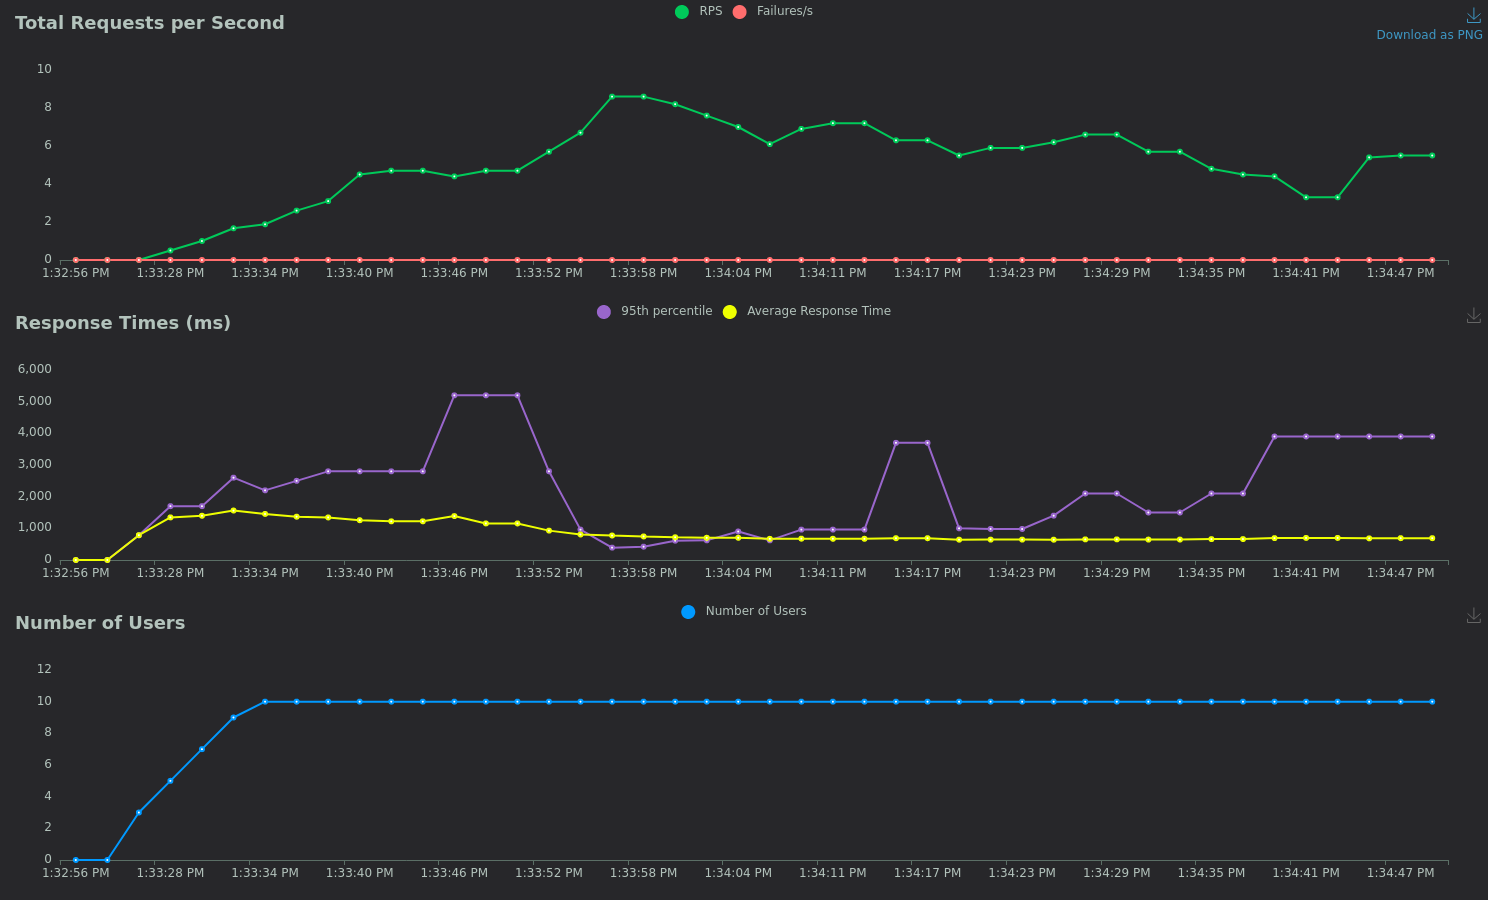 Total Requests per Second
RPS Failures/s
Download as PNG
10
8
6
4
2
0
1:32:56 PM 1:33:28 PM 1:33:34 PM 1:33:40 PM 1:33:46 PM 1:33:52 PM 1:33:58 PM 1:34:04 PM 1:34:11 PM 1:34:17 PM 1:34:23 PM 1:34:29 PM 1:34:35 PM 1:34:41 PM 1:34:47 PM
Response Times (ms)
95th percentile Average Response Time
6,000
5,000
4,000
3,000
2,000
1,000
0
1:32:56 PM 1:33:28 PM 1:33:34 PM 1:33:40 PM 1:33:46 PM 1:33:52 PM 1:33:58 PM 1:34:04 PM 1:34:11 PM 1:34:17 PM 1:34:23 PM 1:34:29 PM 1:34:35 PM 1:34:41 PM 1:34:47 PM
Number of Users
Number of Users
12
10
8
6
4
2
0
1:32:56 PM 1:33:28 PM 1:33:34 PM 1:33:40 PM 1:33:46 PM 1:33:52 PM 1:33:58 PM 1:34:04 PM 1:34:11 PM 1:34:17 PM 1:34:23 PM 1:34:29 PM 1:34:35 PM 1:34:41 PM 1:34:47 PM